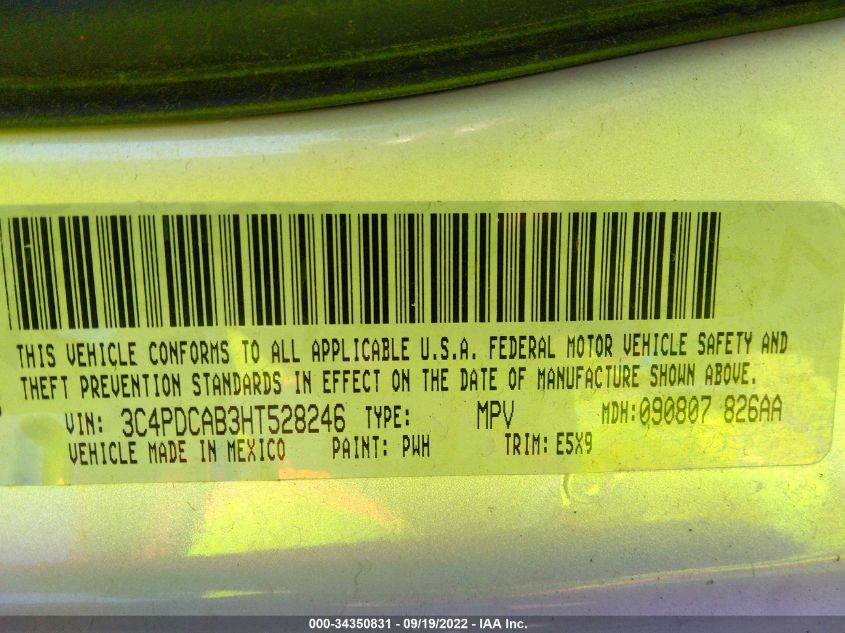 THIS VEHICLE CONFORMS TO ALL APPLICABLE U.S.A. FEDERAL MOTOR VEHICLE SAFETY AND
THEFT PREVENTION STANDARDS IN EFFECT ON THE DATE OF MANUFACTURE SHOWN ABOVE.
VIN: 3C4PDCAB3HT528246 TYPE: MPV MDH: 090807 826AA
VEHICLE MADE IN MEXICO PAINT: PWH TRIM: E5X9
000-34350831 - 09/19/2022 - IAA Inc.